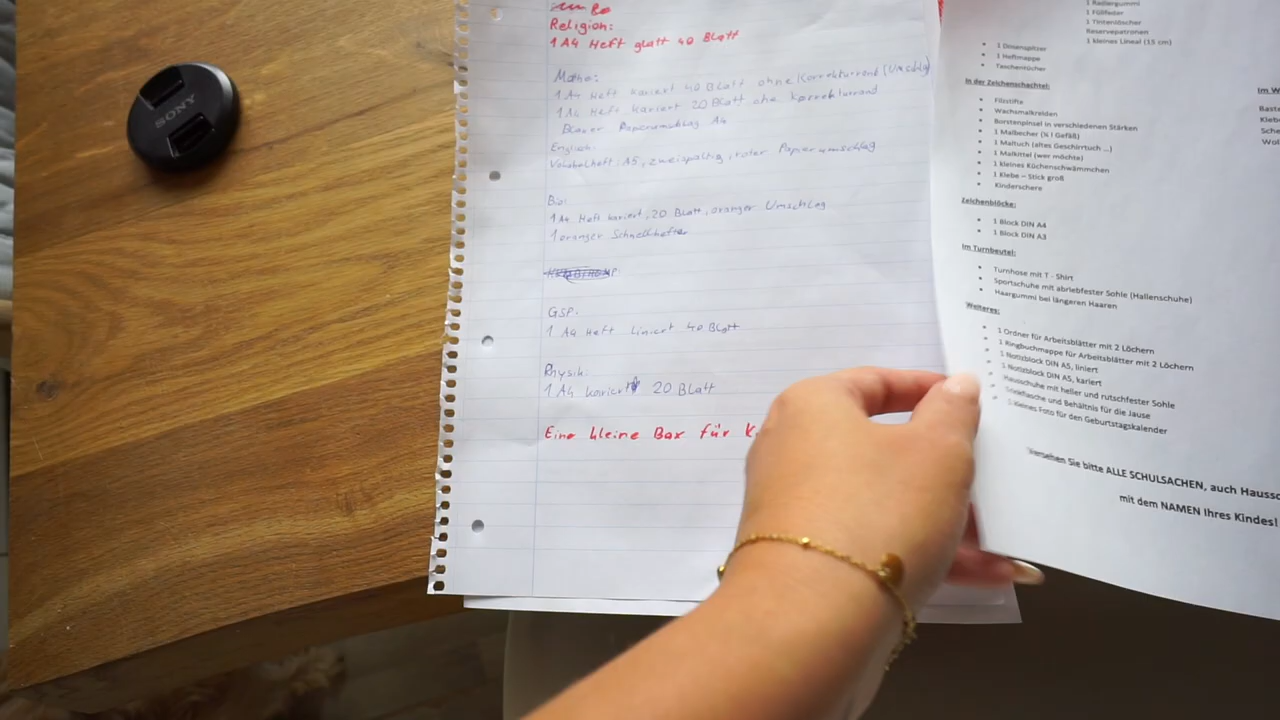 SONY
Religion:
1 A4 Heft glatt 40 Blatt
Mathe:
1 A4 Heft kariert 40 Blatt ohne Korrekturrand (Umschlag)
1 A4 Heft kariert 20 Blatt ohe Korrekturrand
Blauer Papierumschlag A4
Englisch:
Vokabelheft: A5, zweispaltig, roter Papierumschlag
Bio:
1 A4 Heft kariert, 20 Blatt, oranger Umschlag
1 oranger Schnellhefter
GSP:
1 A4 Heft liniert 40 Blatt
Physik:
1 A4 kariert 20 Blatt
Eine kleine Box für
1 Radiergummi
1 Füllfeder
1 Tintenlöscher
Reservepatronen
1 kleines Lineal (15 cm)
1 Dosenspitzer
1 Heftmappe
Taschentücher
In der Zeichenschachtel:
Filzstifte
Wachsmalkreiden
Borstenpinsel in verschiedenen Stärken
1 Malbecher (¼ l Gefäß)
1 Maltuch (altes Geschirrtuch ...)
1 Malkittel (wer möchte)
1 kleines Küchenschwämmchen
1 Klebe – Stick groß
Kinderschere
Zeichenblöcke:
1 Block DIN A4
1 Block DIN A3
Im Turnbeutel:
Turnhose mit T - Shirt
Sportschuhe mit abriebfester Sohle (Hallenschuhe)
Haargummi bei längeren Haaren
Weiteres:
1 Ordner für Arbeitsblätter mit 2 Löchern
1 Ringbuchmappe für Arbeitsblätter mit 2 Löchern
1 Notizblock DIN A5, liniert
1 Notizblock DIN A5, kariert
Hausschuhe mit heller und rutschfester Sohle
Trinkflasche und Behältnis für die Jause
1 kleines Foto für den Geburtstagskalender
Versehen Sie bitte ALLE SCHULSACHEN, auch Haussc
mit dem NAMEN Ihres Kindes!
Im W
Baste
Klebe
Sche
Wol